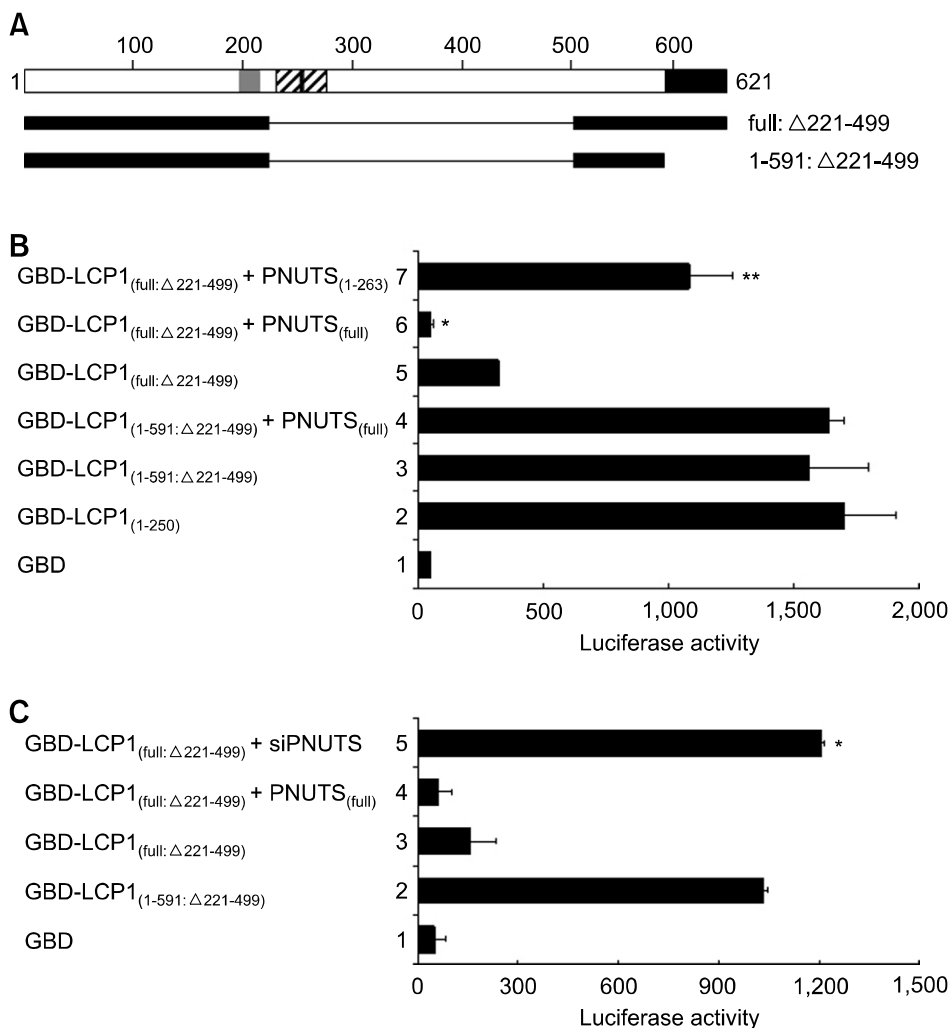 A
100 200 300 400 500 600
1 621
full: △221-499
1-591: △221-499
B
GBD-LCP1(full:△221-499) + PNUTS(1-263) 7 **
GBD-LCP1(full:△221-499) + PNUTS(full) 6 *
GBD-LCP1(full:△221-499) 5
GBD-LCP1(1-591:△221-499) + PNUTS(full) 4
GBD-LCP1(1-591:△221-499) 3
GBD-LCP1(1-250) 2
GBD 1
0 500 1,000 1,500 2,000
Luciferase activity
C
GBD-LCP1(full:△221-499) + siPNUTS 5 *
GBD-LCP1(full:△221-499) + PNUTS(full) 4
GBD-LCP1(full:△221-499) 3
GBD-LCP1(1-591:△221-499) 2
GBD 1
0 300 600 900 1,200 1,500
Luciferase activity